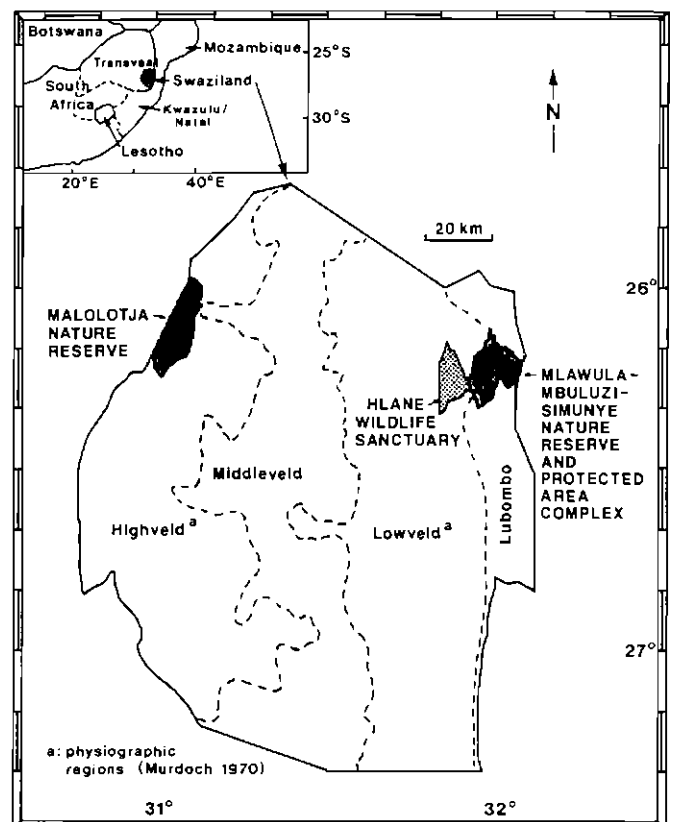 Botswana
Mozambique
25°S
Transvaal
Swaziland
South
Africa
Kwazulu/
Natal
30°S
Lesotho
20°E
40°E
N
20 km
26°
MALOLOTJA
NATURE
RESERVE
HLANE
WILDLIFE
SANCTUARY
MLAWULA-
MBULUZI-
SIMUNYE
NATURE
RESERVE
AND
PROTECTED
AREA
COMPLEX
Middleveld
Highveld a
Lowveld a
Lubombo
27°
a: physiographic
regions (Murdoch 1970)
31°
32°